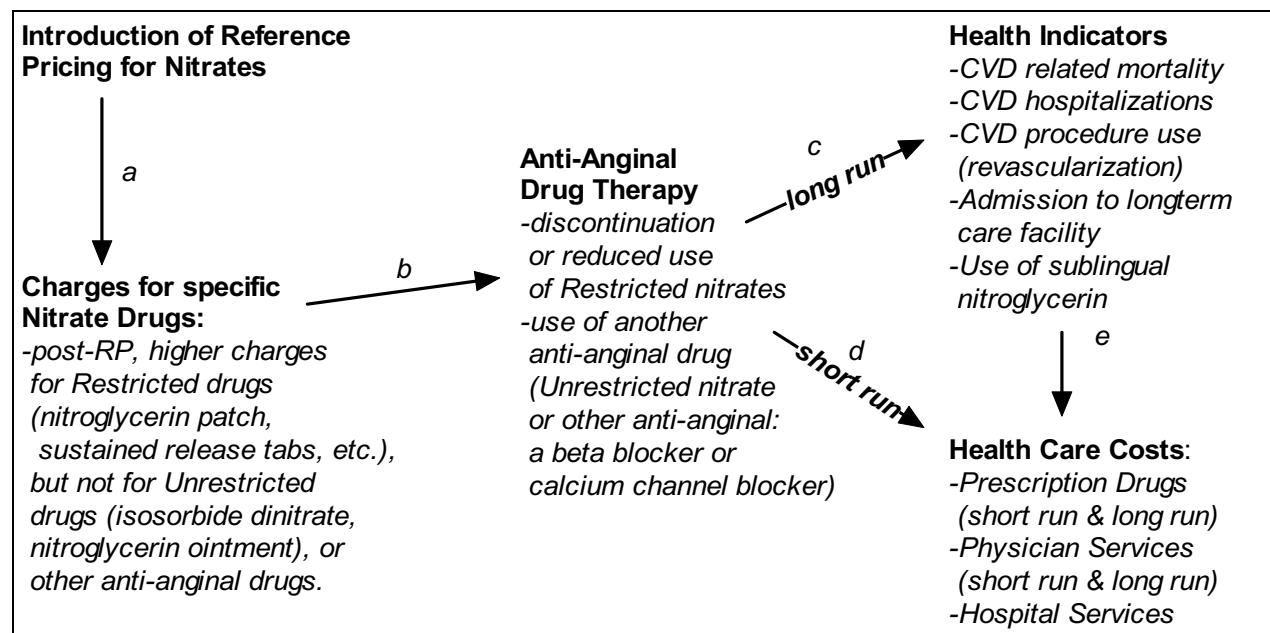 Introduction of Reference
Pricing for Nitrates
a
Charges for specific
Nitrate Drugs:
-post-RP, higher charges
for Restricted drugs
(nitroglycerin patch,
sustained release tabs, etc.),
but not for Unrestricted
drugs (isosorbide dinitrate,
nitroglycerin ointment), or
other anti-anginal drugs.
b
Anti-Anginal
Drug Therapy
-discontinuation
or reduced use
of Restricted nitrates
-use of another
anti-anginal drug
(Unrestricted nitrate
or other anti-anginal:
a beta blocker or
calcium channel blocker)
c
long run
d
short run
Health Indicators
-CVD related mortality
-CVD hospitalizations
-CVD procedure use
(revascularization)
-Admission to longterm
care facility
-Use of sublingual
nitroglycerin
e
Health Care Costs:
-Prescription Drugs
(short run & long run)
-Physician Services
(short run & long run)
-Hospital Services